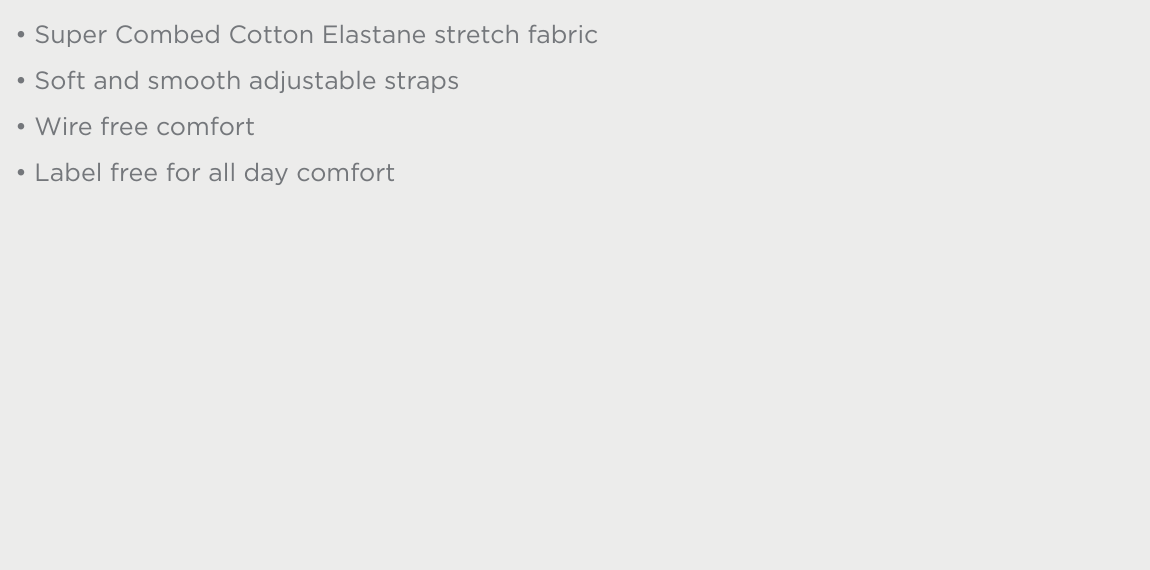 • Super Combed Cotton Elastane stretch fabric
• Soft and smooth adjustable straps
• Wire free comfort
• Label free for all day comfort